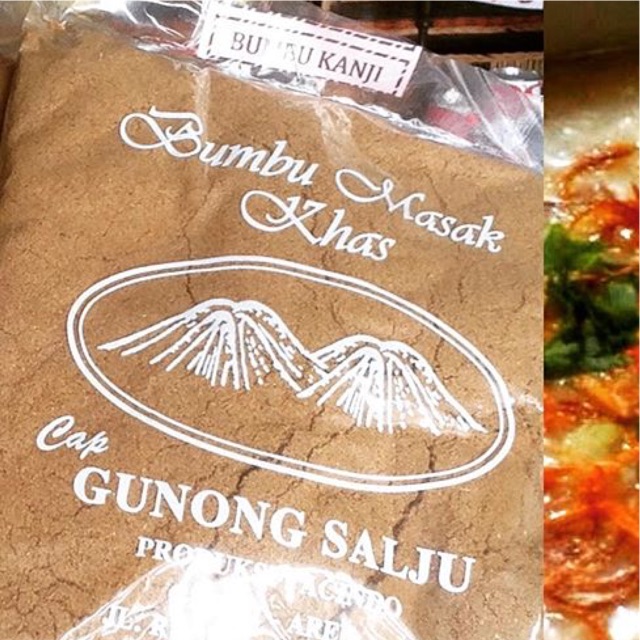 BUMBU KANJI
Bumbu Masak
Khas
Cap
GUNONG SALJU